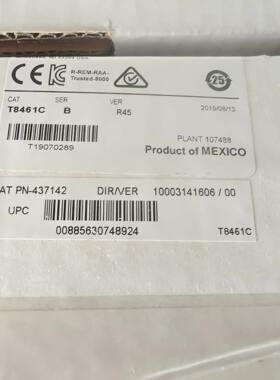 R-REM-RAA-
Trusted-8000
25
CAT SER VER
T8461C B R45
2019/06/13
T19070289
PLANT 107488
Product of MEXICO
AT PN-437142 DIR/VER 10003141606 / 00
UPC
00885630748924 T8461C